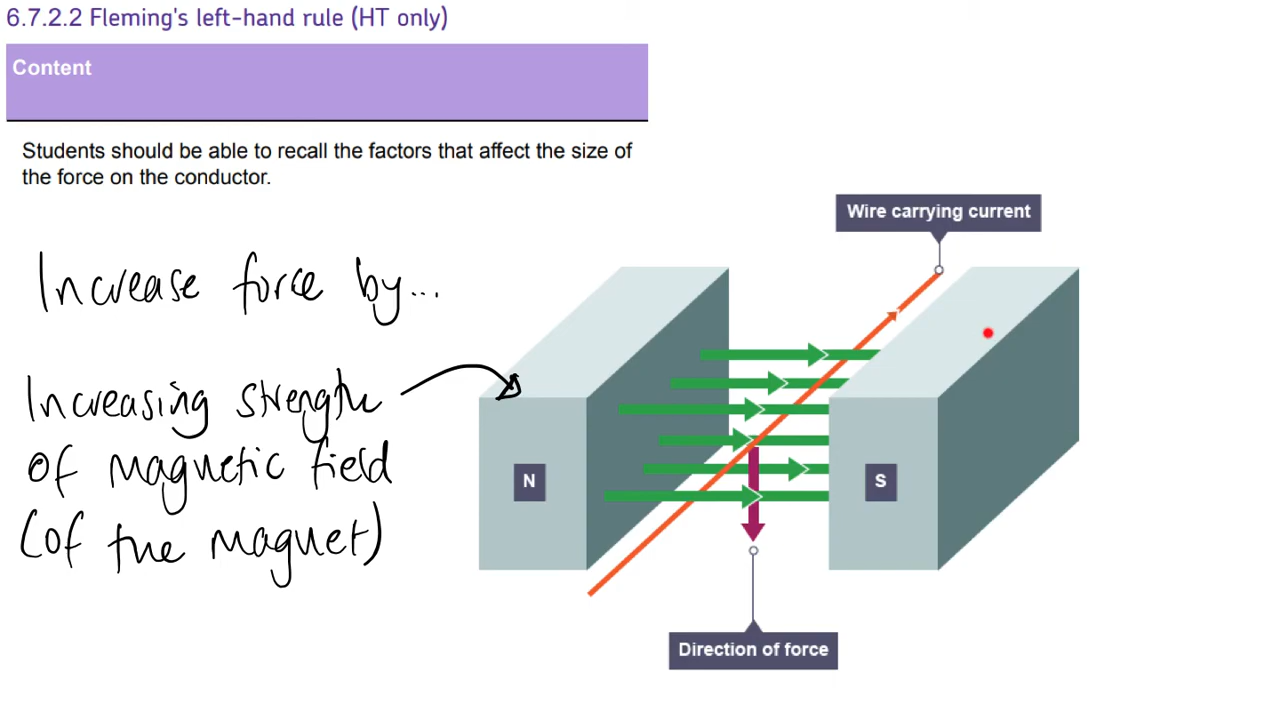 6.7.2.2 Fleming's left-hand rule (HT only)
Content
Students should be able to recall the factors that affect the size of
the force on the conductor.
Wire carrying current
Increase force by...
Increasing strength
of magnetic field
(of the magnet)
N
S
Direction of force